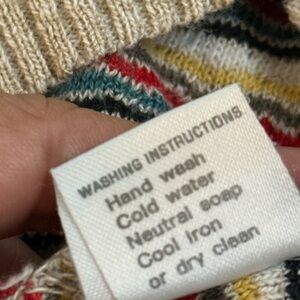 WASHING INSTRUCTIONS
Hand wash
Cold water
Neutral soap
Cool Iron
or dry clean